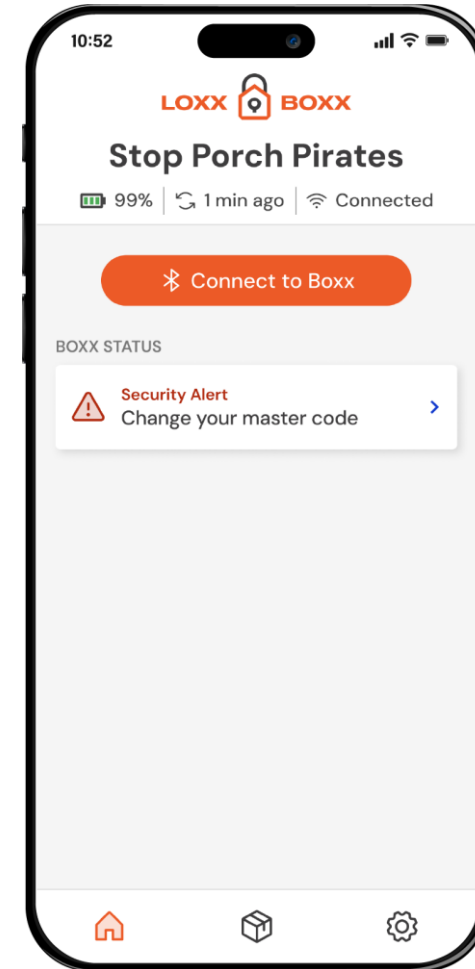 10:52
LOXX BOXX
Stop Porch Pirates
99% 1 min ago Connected
Connect to Boxx
BOXX STATUS
Security Alert
Change your master code